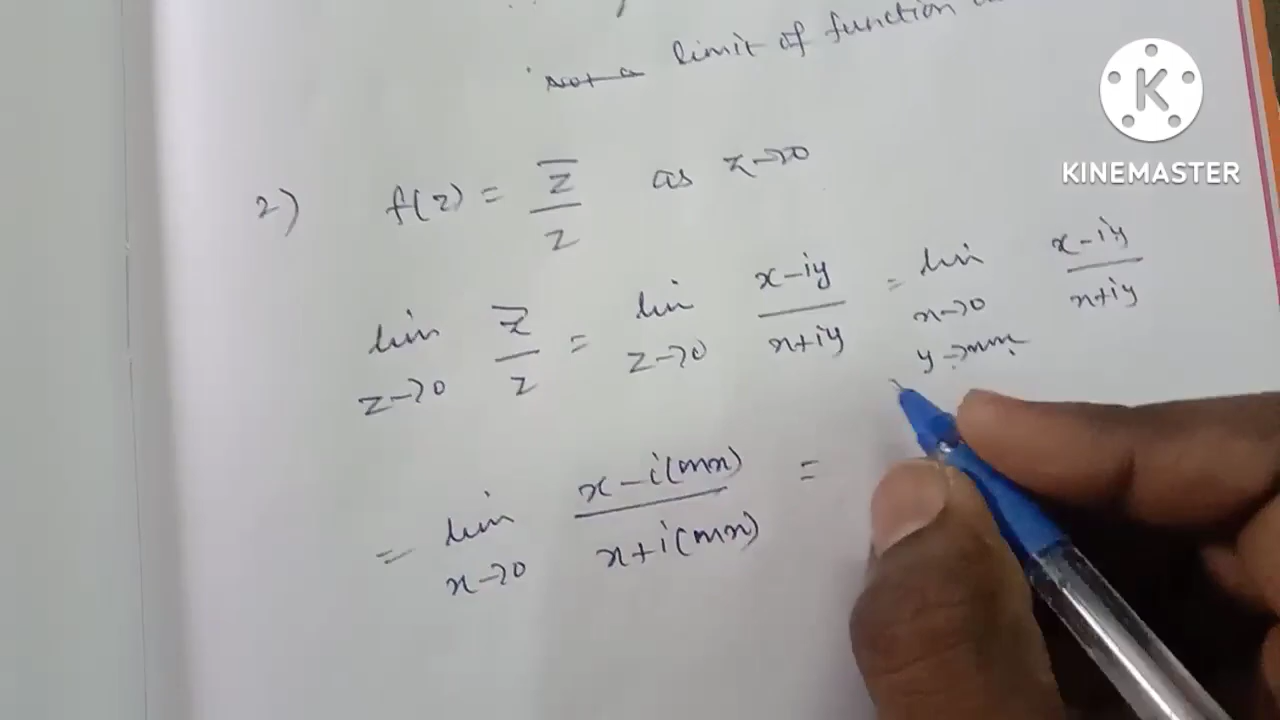 limit of function
K
KINEMASTER
2) f(z) = z̅/z as z→0
lim z→0 z̅/z = lim z→0 (x-iy)/(x+iy) = lim x→0 y→mx (x-iy)/(x+iy)
= lim x→0 (x-i(mx))/(x+i(mx)) =